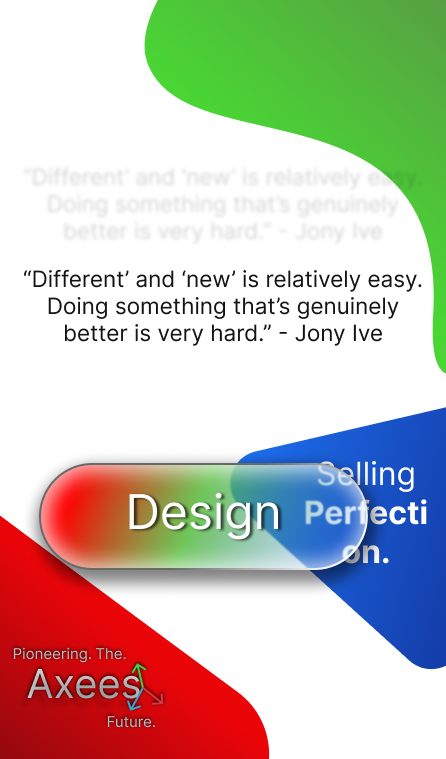 “Different’ and ‘new’ is relatively easy.
Doing something that’s genuinely
better is very hard.” - Jony Ive
“Different’ and ‘new’ is relatively easy.
Doing something that’s genuinely
better is very hard.” - Jony Ive
Selling
Perfecti
on.
Design
Pioneering. The.
Axees
Future.